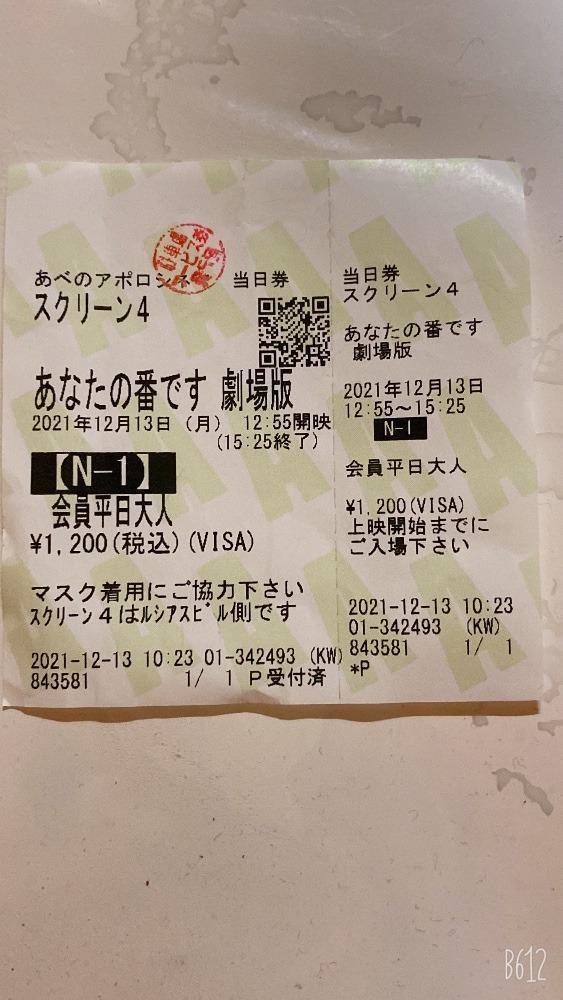 あべのアポロシネ
当日券
スクリーン4
あなたの番です 劇場版
2021年12月13日 (月) 12:55開映
(15:25終了)
【N-1】
会員平日大人
¥1,200(税込)(VISA)
マスク着用にご協力下さい
スクリーン4はルシアスビル側です
2021-12-13 10:23 01-342493 (KW)
843581 1/ 1 P受付済
当日券
スクリーン4
あなたの番です
劇場版
2021年12月13日
12:55～15:25
N-1
会員平日大人
¥1,200(VISA)
上映開始までに
ご入場下さい
2021-12-13 10:23
01-342493 (KW)
843581 1/ 1
*P
B612